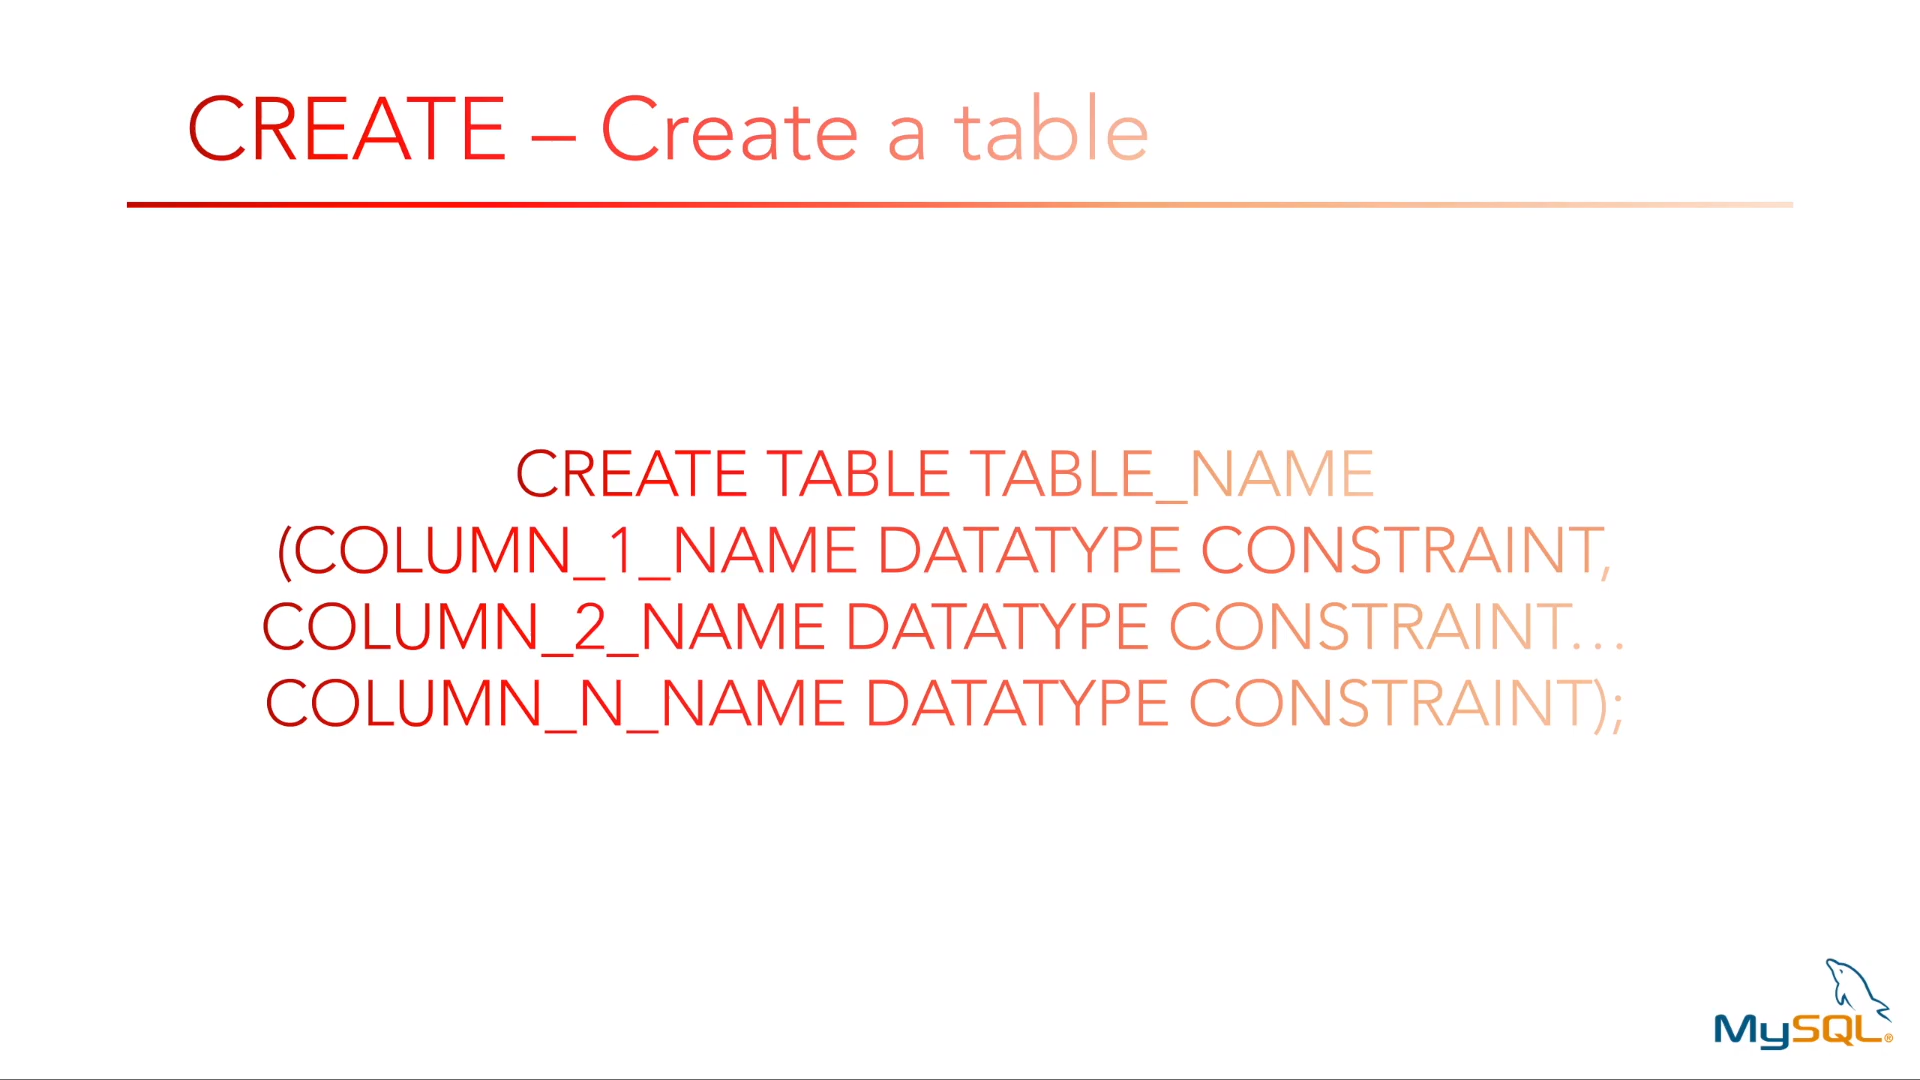 CREATE – Create a table
CREATE TABLE TABLE_NAME
(COLUMN_1_NAME DATATYPE CONSTRAINT,
COLUMN_2_NAME DATATYPE CONSTRAINT…
COLUMN_N_NAME DATATYPE CONSTRAINT);
MySQL®